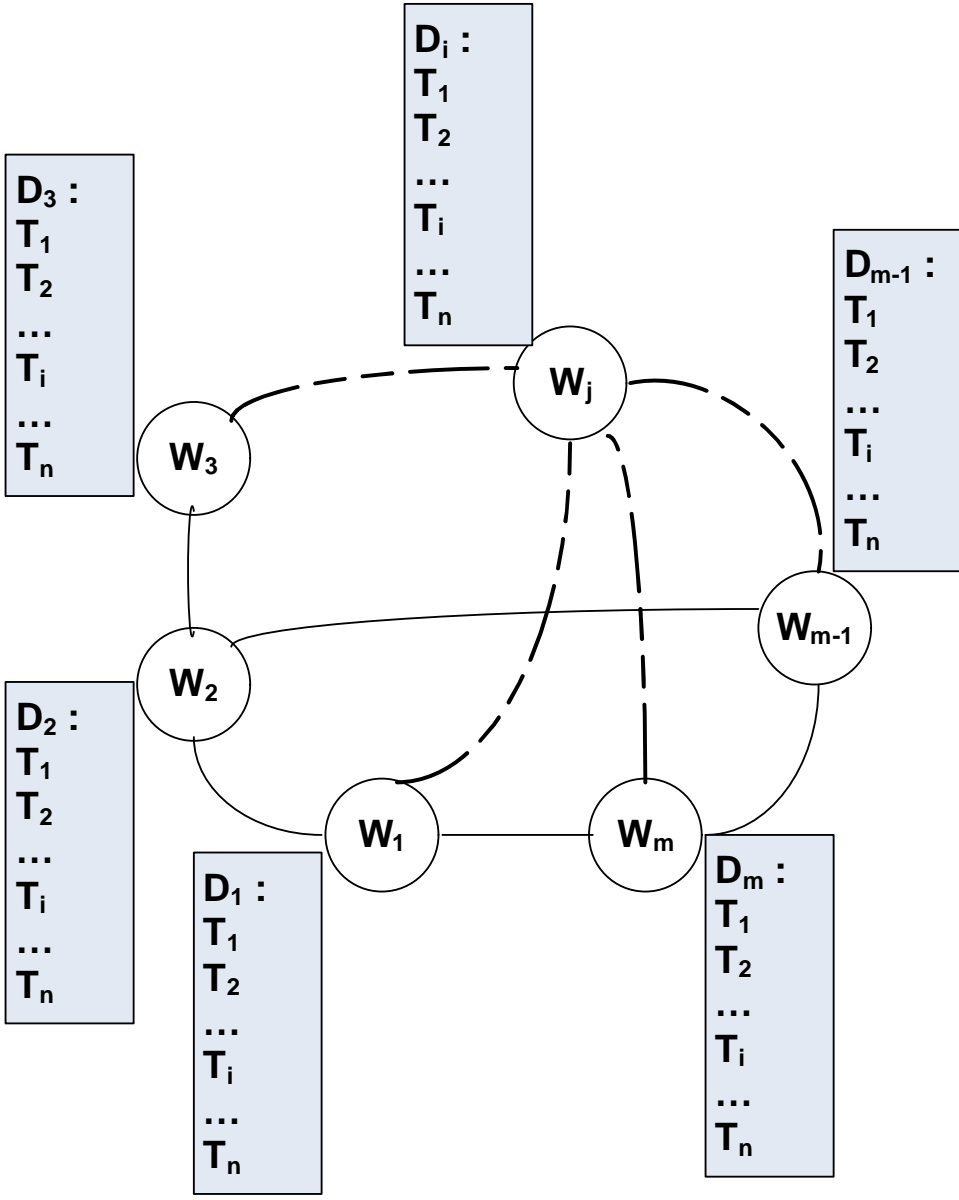 Dᵢ :
T₁
T₂
...
Tᵢ
...
Tₙ
D₃ :
T₁
T₂
...
Tᵢ
...
Tₙ
Dₘ₋₁ :
T₁
T₂
...
Tᵢ
...
Tₙ
Wⱼ
W₃
Wₘ₋₁
W₂
D₂ :
T₁
T₂
...
Tᵢ
...
Tₙ
W₁
Wₘ
D₁ :
T₁
T₂
...
Tᵢ
...
Tₙ
Dₘ :
T₁
T₂
...
Tᵢ
...
Tₙ